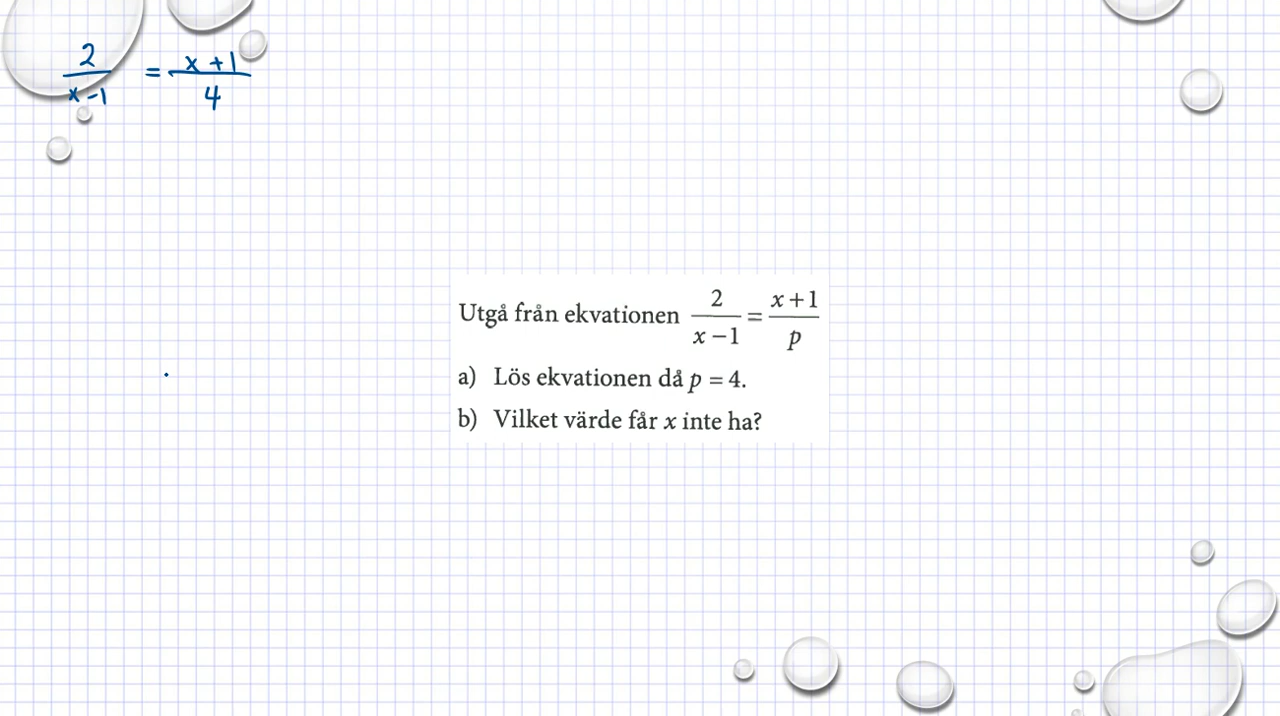 2/(x-1) = (x+1)/4
Utgå från ekvationen 2/(x−1) = (x+1)/p
a) Lös ekvationen då p = 4.
b) Vilket värde får x inte ha?